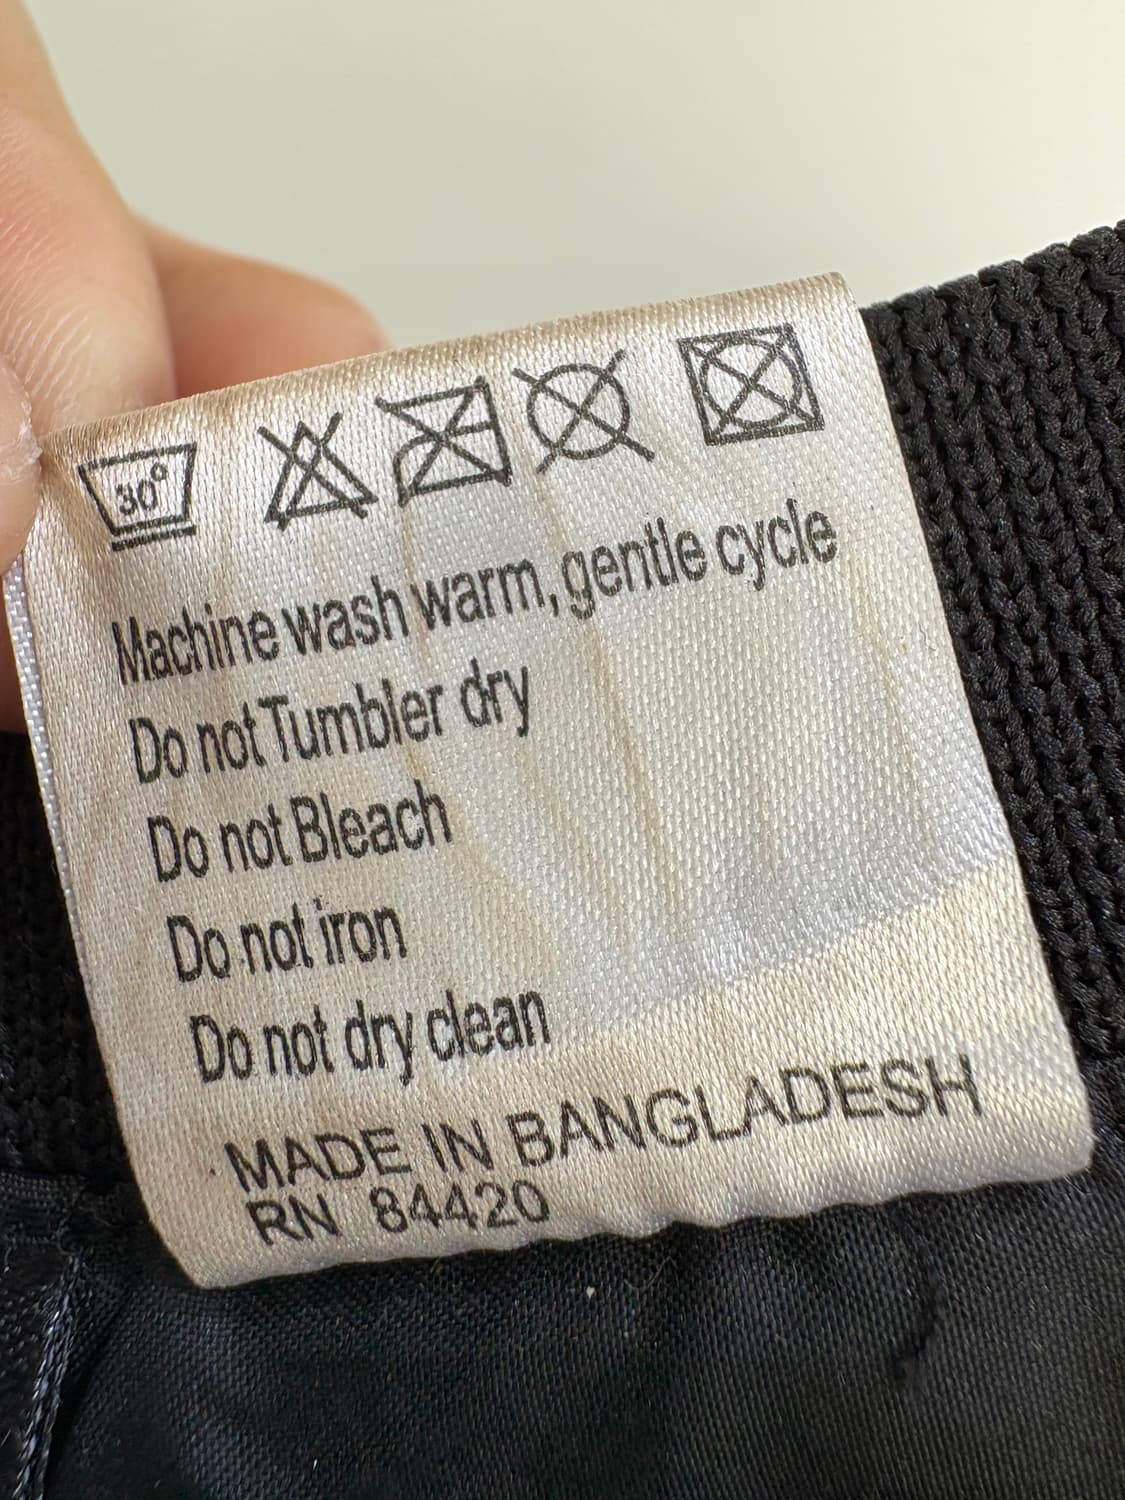 30°
Machine wash warm, gentle cycle
Do not Tumbler dry
Do not Bleach
Do not iron
Do not dry clean
MADE IN BANGLADESH
RN 84420